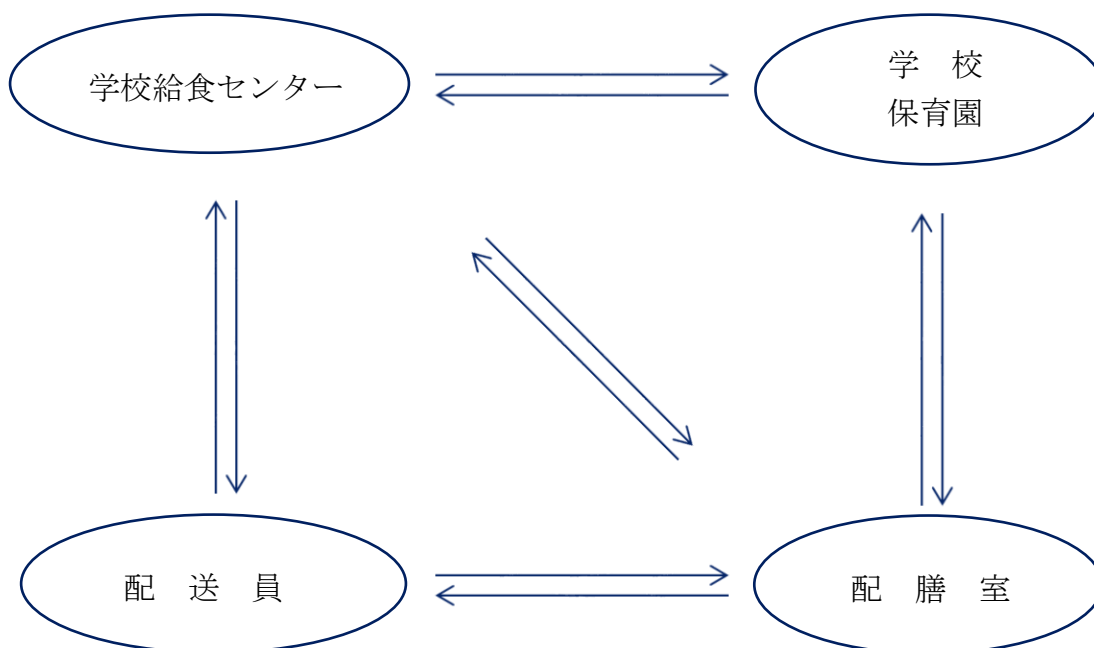 学校給食センター
学　校
保育園
配　送　員
配　膳　室